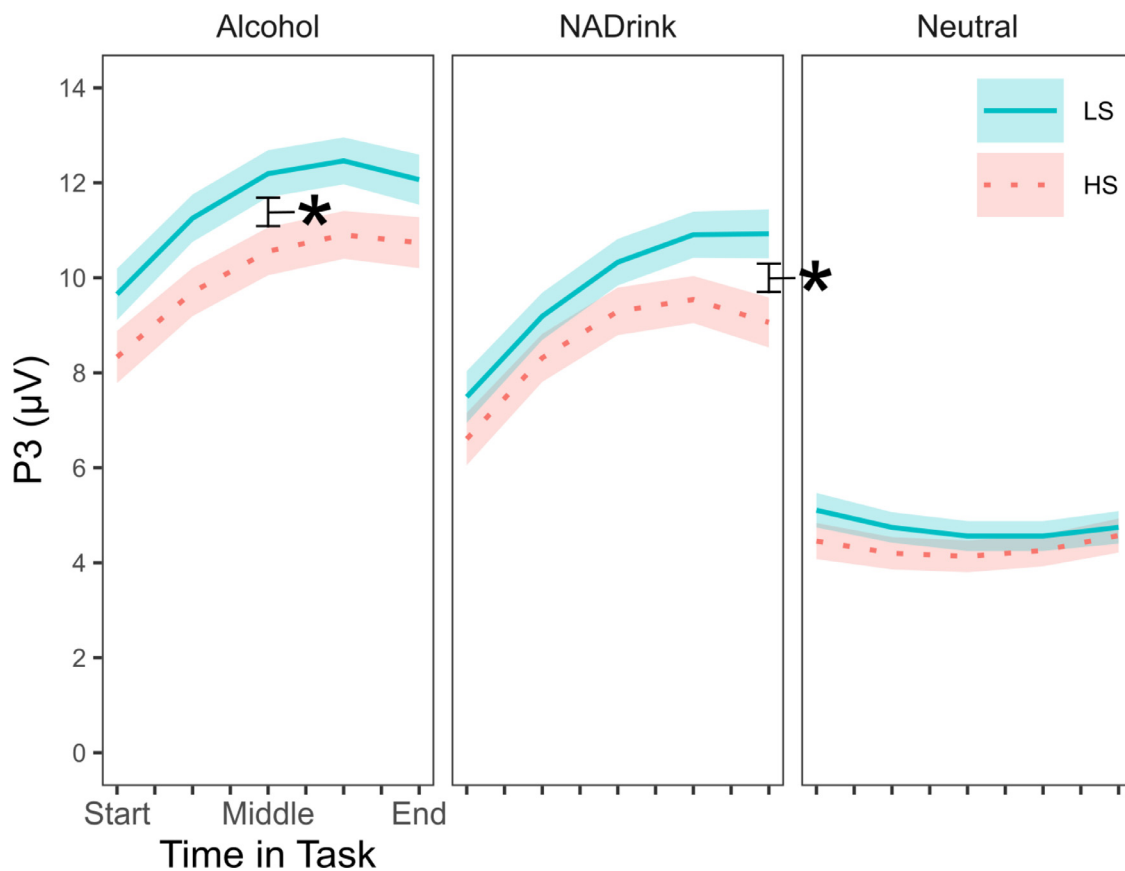 Alcohol
NADrink
Neutral
LS
HS
14
12
10
8
6
4
2
0
P3 (µV)
*
*
Start
Middle
End
Time in Task